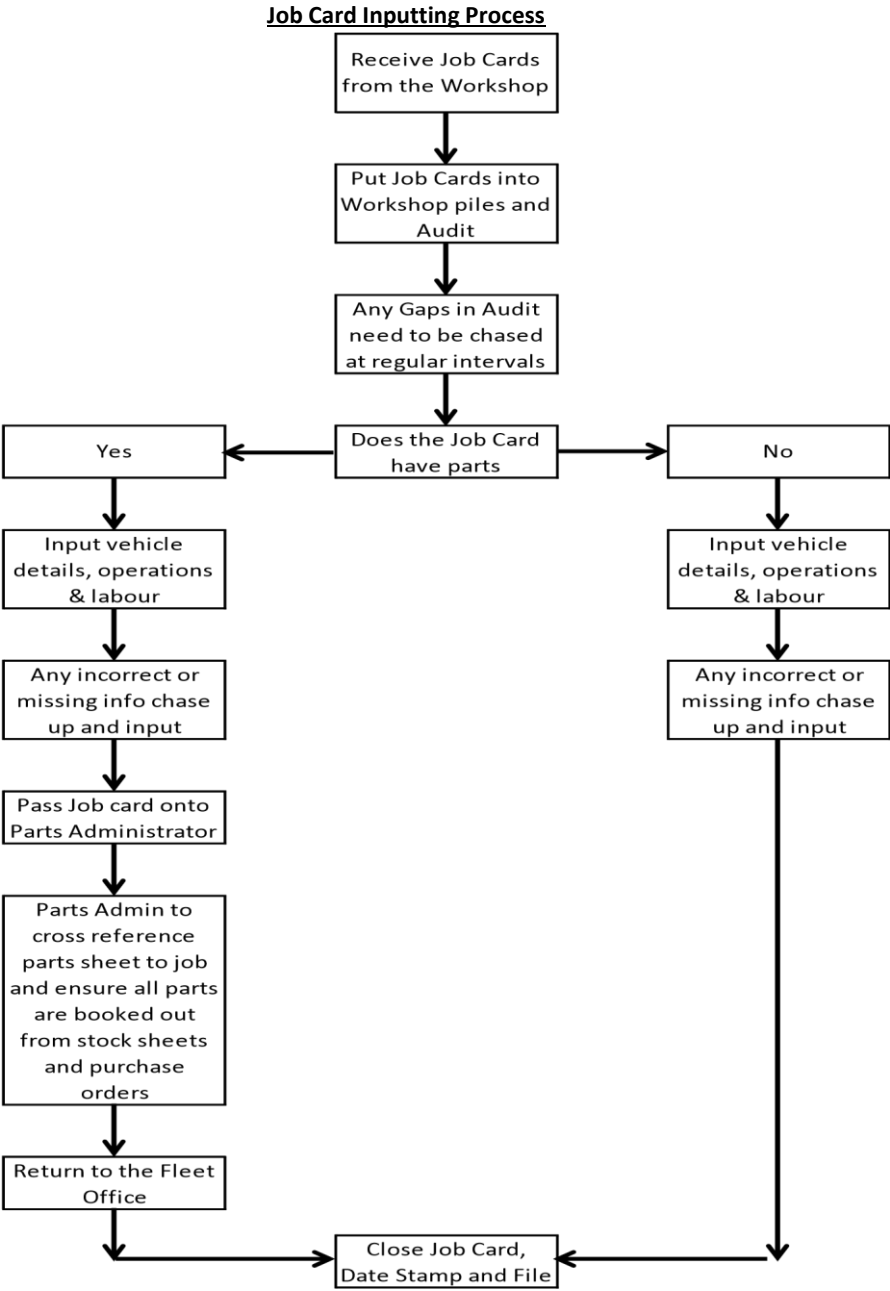 Job Card Inputting Process
Receive Job Cards
from the Workshop
Put Job Cards into
Workshop piles and
Audit
Any Gaps in Audit
need to be chased
at regular intervals
Does the Job Card
have parts
Yes
Input vehicle
details, operations
& labour
Any incorrect or
missing info chase
up and input
Pass Job card onto
Parts Administrator
Parts Admin to
cross reference
parts sheet to job
and ensure all parts
are booked out
from stock sheets
and purchase
orders
Return to the Fleet
Office
No
Input vehicle
details, operations
& labour
Any incorrect or
missing info chase
up and input
Close Job Card,
Date Stamp and File